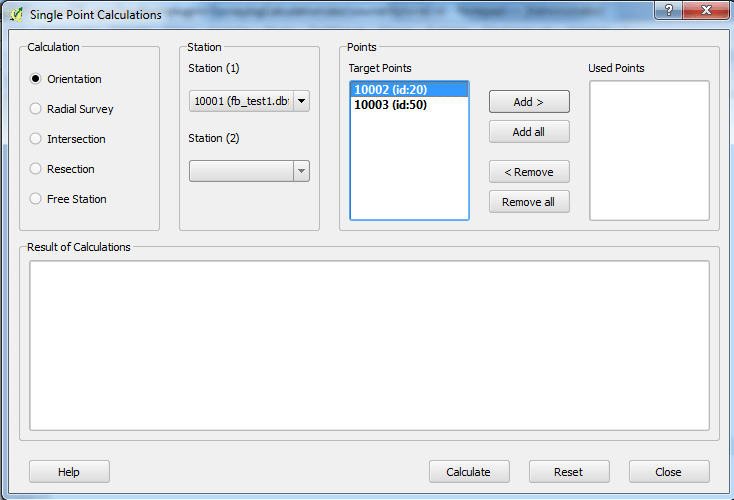 Single Point Calculations
Calculation
Orientation
Radial Survey
Intersection
Resection
Free Station
Station
Station (1)
10001 (fb_test1.db
Station (2)
Points
Target Points
10002 (id:20)
10003 (id:50)
Add >
Add all
< Remove
Remove all
Used Points
Result of Calculations
Help
Calculate
Reset
Close